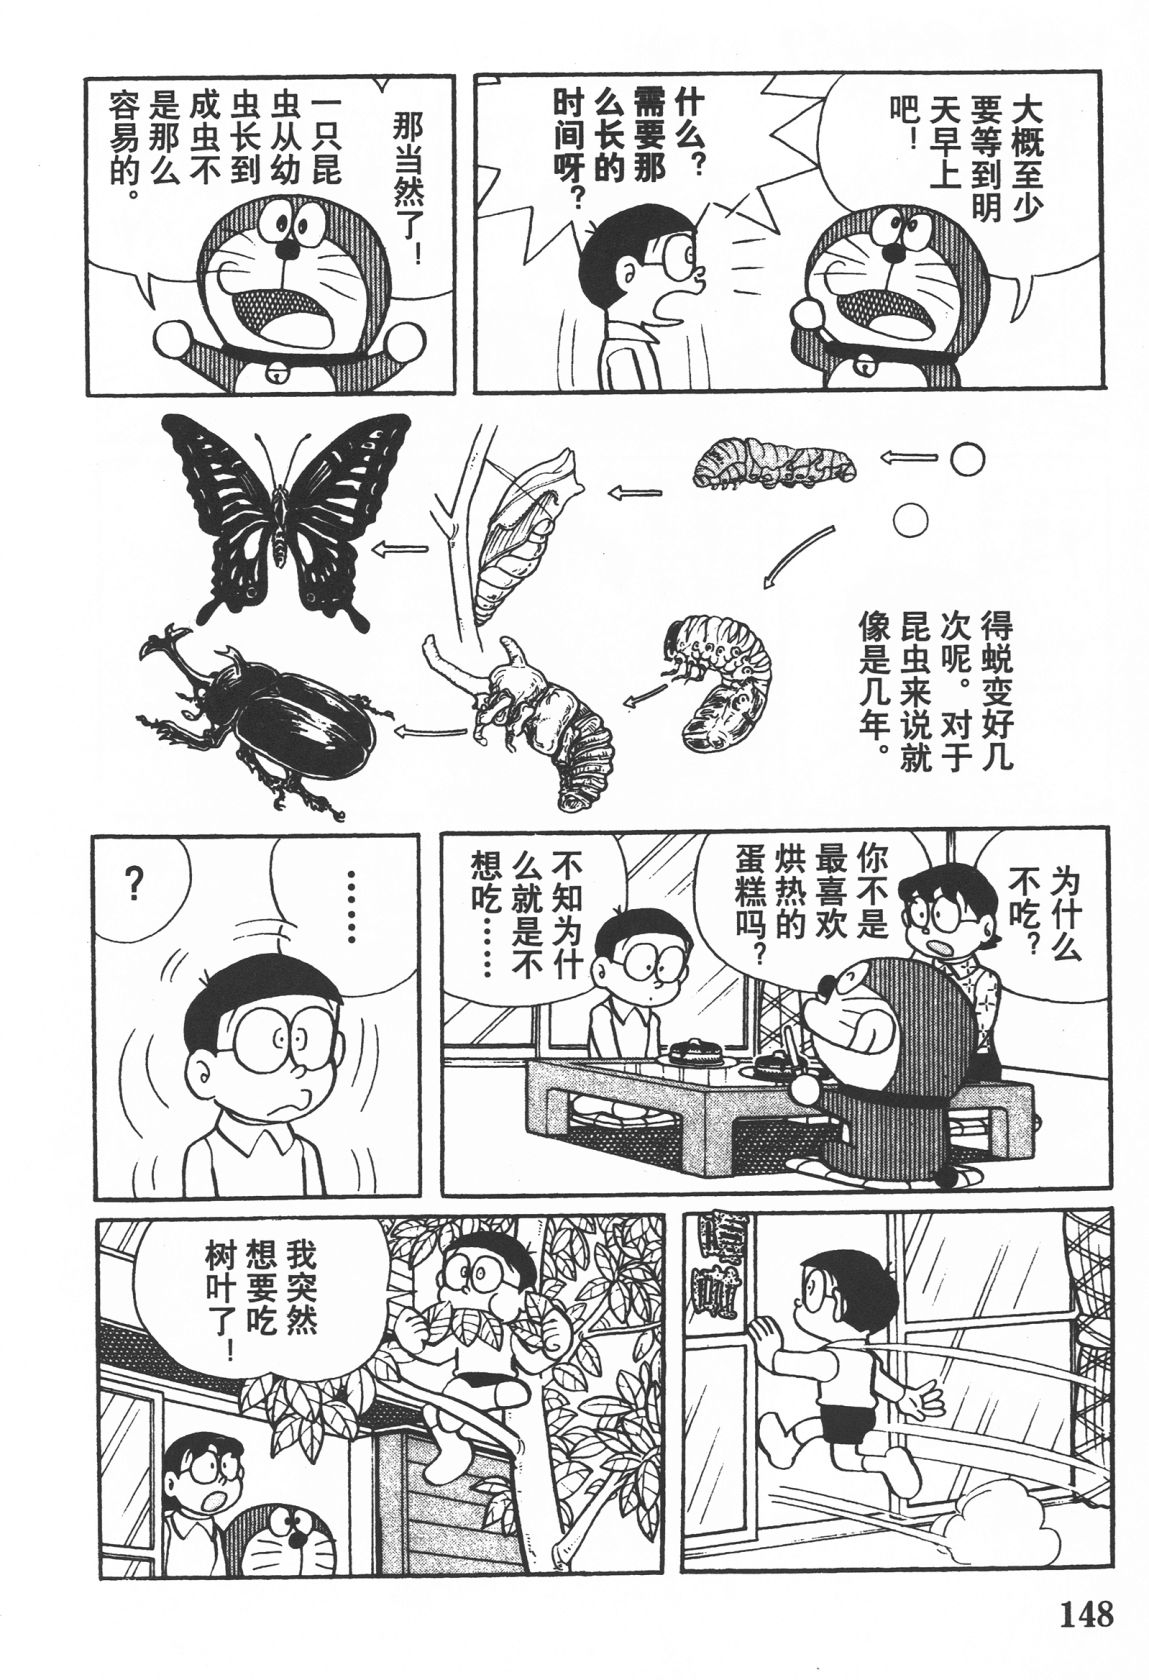 大概至少
要等到明
天早上
吧！
什么？
需要那
么长的
时间呀？
那当然了！
一只昆
虫从幼
虫长到
成虫不
是那么
容易的。
得蜕变好几
次呢。对于
昆虫来说就
像是几年。
为什么
不吃？
你不是
最喜欢
烘热的
蛋糕吗？
不知为什
么就是不
想吃……
……
？
我突然
想要吃
树叶了！
148